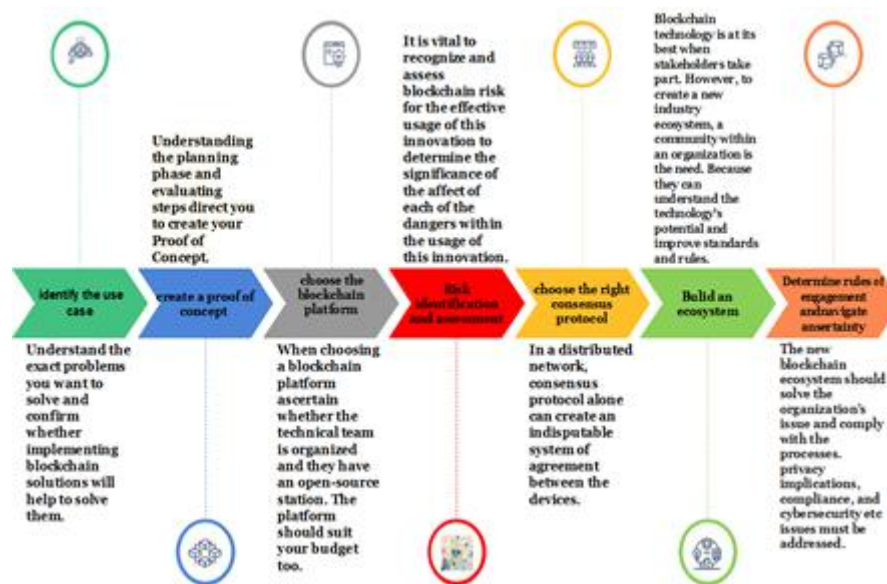 identify the use
case
Understand the
exact problems
you want to
solve and
confirm
whether
implementing
blockchain
solutions will
help to solve
them.
Understanding
the planning
phase and
evaluating
steps direct you
to create your
Proof of
Concept.
create a proof of
concept
choose the
blockchain
platform
When choosing
a blockchain
platform
ascertain
whether the
technical team
is organized
and they have
an open-source
station. The
platform
should suit
your budget
too.
It is vital to
recognize and
assess
blockchain risk
for the effective
usage of this
innovation to
determine the
significance of
the affect of
each of the
dangers within
the usage of
this innovation.
Risk
identification
and assessment
choose the right
consensus
protocol
In a distributed
network,
consensus
protocol alone
can create an
indisputable
system of
agreement
between the
devices.
Blockchain
technology is at its
best when
stakeholders take
part. However, to
create a new
industry
ecosystem, a
community within
an organization is
the need. Because
they can
understand the
technology's
potential and
improve standards
and rules.
Bulid an
ecosystem
Determine rules of
engagement
andnavigate
ansertainty
The new
blockchain
ecosystem should
solve the
organization's
issue and comply
with the
processes.
privacy
implications,
compliance, and
cybersecurity etc
issues must be
addressed.